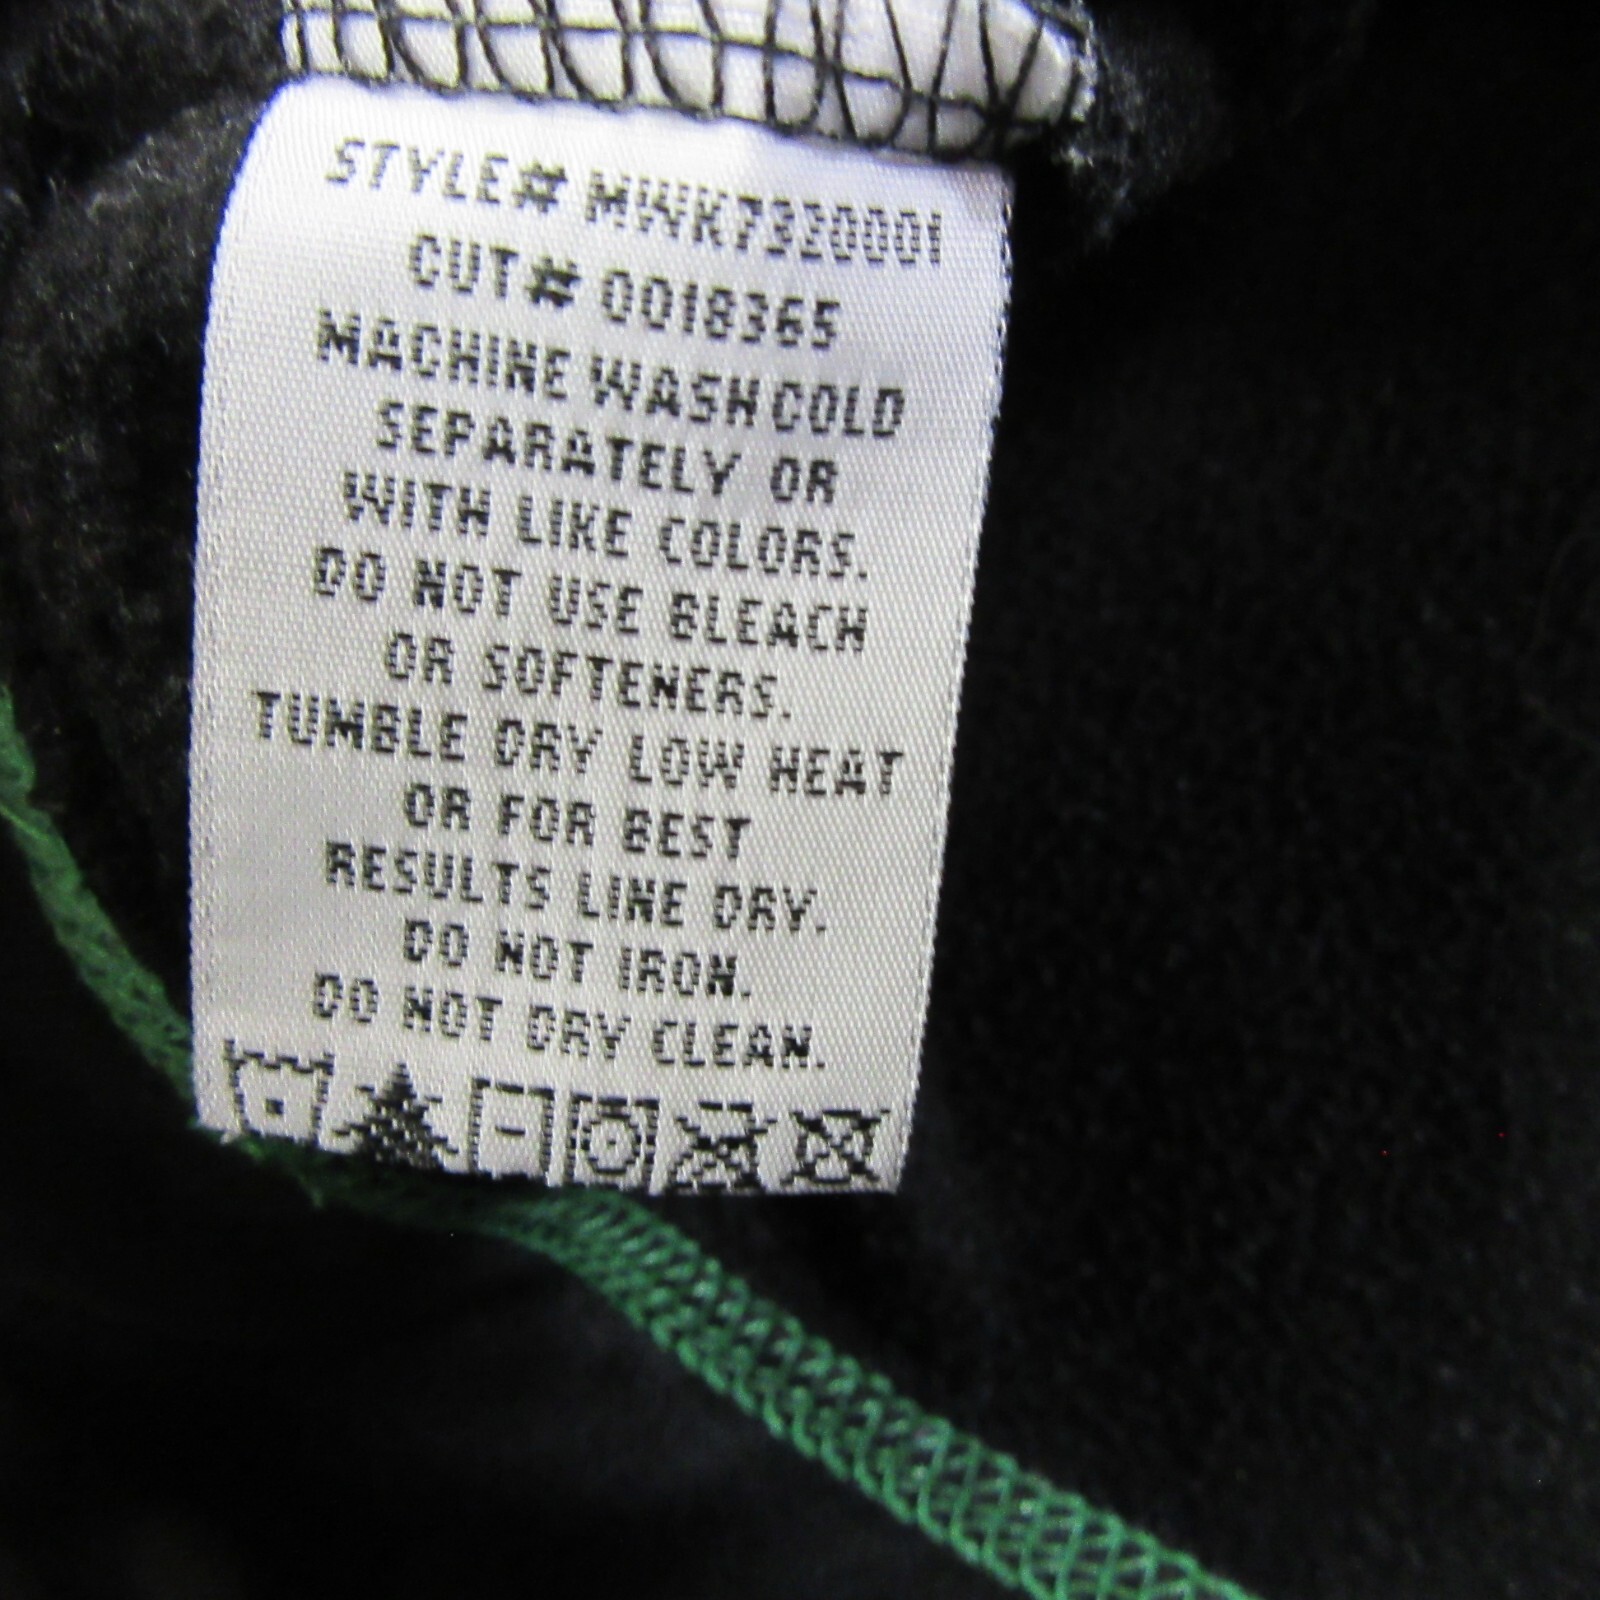 STYLE# MWK7320001
CUT# 0018365
MACHINE WASH COLD
SEPARATELY OR
WITH LIKE COLORS.
DO NOT USE BLEACH
OR SOFTENERS.
TUMBLE DRY LOW HEAT
OR FOR BEST
RESULTS LINE DRY.
DO NOT IRON.
DO NOT DRY CLEAN.